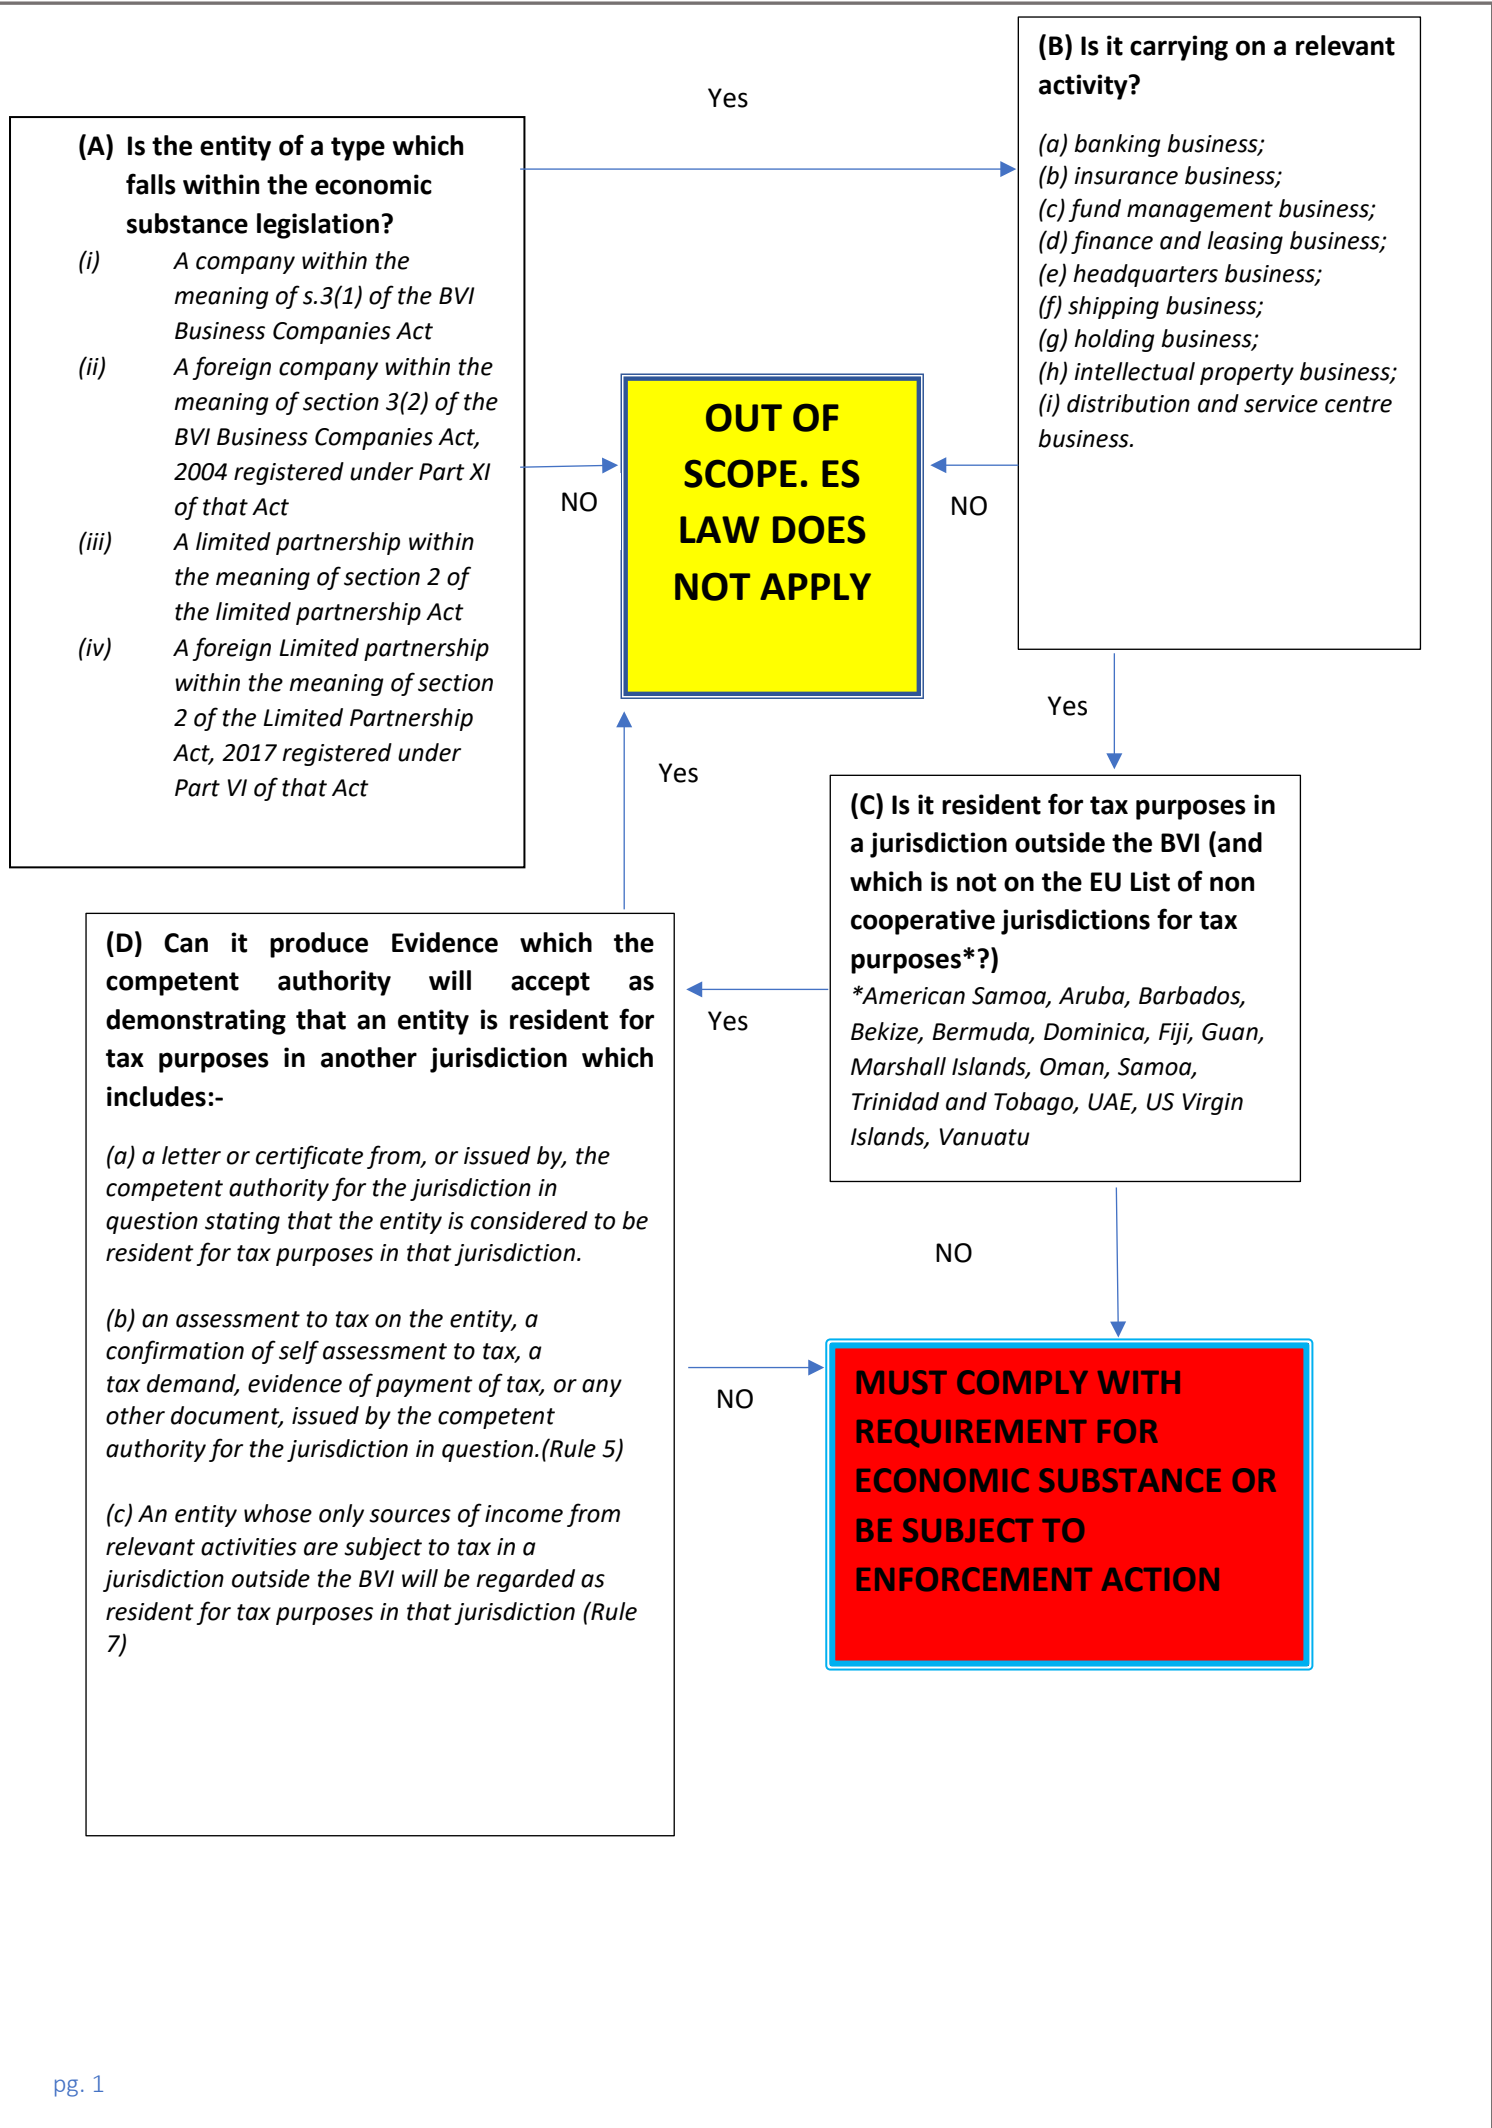 (A) Is the entity of a type which
falls within the economic
substance legislation?
(i) A company within the
meaning of s.3(1) of the BVI
Business Companies Act
(ii) A foreign company within the
meaning of section 3(2) of the
BVI Business Companies Act,
2004 registered under Part XI
of that Act
(iii) A limited partnership within
the meaning of section 2 of
the limited partnership Act
(iv) A foreign Limited partnership
within the meaning of section
2 of the Limited Partnership
Act, 2017 registered under
Part VI of that Act
Yes
(B) Is it carrying on a relevant
activity?
(a) banking business;
(b) insurance business;
(c) fund management business;
(d) finance and leasing business;
(e) headquarters business;
(f) shipping business;
(g) holding business;
(h) intellectual property business;
(i) distribution and service centre
business.
NO
OUT OF
SCOPE. ES
LAW DOES
NOT APPLY
NO
Yes
Yes
(C) Is it resident for tax purposes in
a jurisdiction outside the BVI (and
which is not on the EU List of non
cooperative jurisdictions for tax
purposes*?)
*American Samoa, Aruba, Barbados,
Bekize, Bermuda, Dominica, Fiji, Guan,
Marshall Islands, Oman, Samoa,
Trinidad and Tobago, UAE, US Virgin
Islands, Vanuatu
Yes
(D) Can it produce Evidence which the
competent authority will accept as
demonstrating that an entity is resident for
tax purposes in another jurisdiction which
includes:-
(a) a letter or certificate from, or issued by, the
competent authority for the jurisdiction in
question stating that the entity is considered to be
resident for tax purposes in that jurisdiction.
(b) an assessment to tax on the entity, a
confirmation of self assessment to tax, a
tax demand, evidence of payment of tax, or any
other document, issued by the competent
authority for the jurisdiction in question.(Rule 5)
(c) An entity whose only sources of income from
relevant activities are subject to tax in a
jurisdiction outside the BVI will be regarded as
resident for tax purposes in that jurisdiction (Rule
7)
NO
NO
MUST COMPLY WITH
REQUIREMENT FOR
ECONOMIC SUBSTANCE OR
BE SUBJECT TO
ENFORCEMENT ACTION
pg. 1